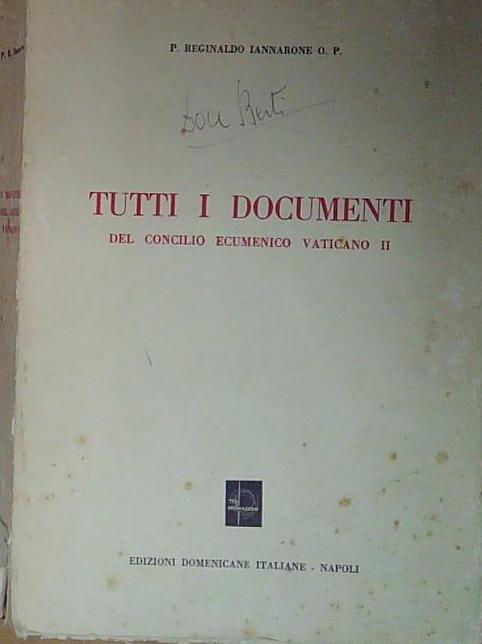 P. REGINALDO IANNARONE O. P.
TUTTI I DOCUMENTI
DEL CONCILIO ECUMENICO VATICANO II
EDIZIONI DOMENICANE ITALIANE - NAPOLI